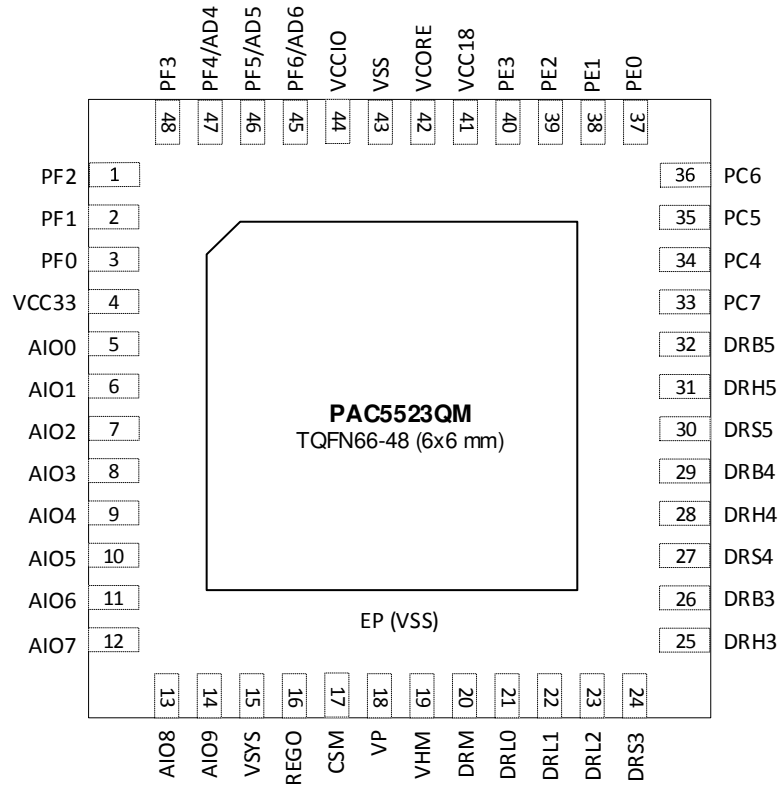 PF3
PF4/AD4
PF5/AD5
PF6/AD6
VCCIO
VSS
VCORE
VCC18
PE3
PE2
PE1
PE0
48
47
46
45
44
43
42
41
40
39
38
37
PF2 1
PF1 2
PF0 3
VCC33 4
AIO0 5
AIO1 6
AIO2 7
AIO3 8
AIO4 9
AIO5 10
AIO6 11
AIO7 12
PAC5523QM
TQFN66-48 (6x6 mm)
EP (VSS)
36 PC6
35 PC5
34 PC4
33 PC7
32 DRB5
31 DRH5
30 DRS5
29 DRB4
28 DRH4
27 DRS4
26 DRB3
25 DRH3
13
14
15
16
17
18
19
20
21
22
23
24
AIO8
AIO9
VSYS
REGO
CSM
VP
VHM
DRM
DRL0
DRL1
DRL2
DRS3